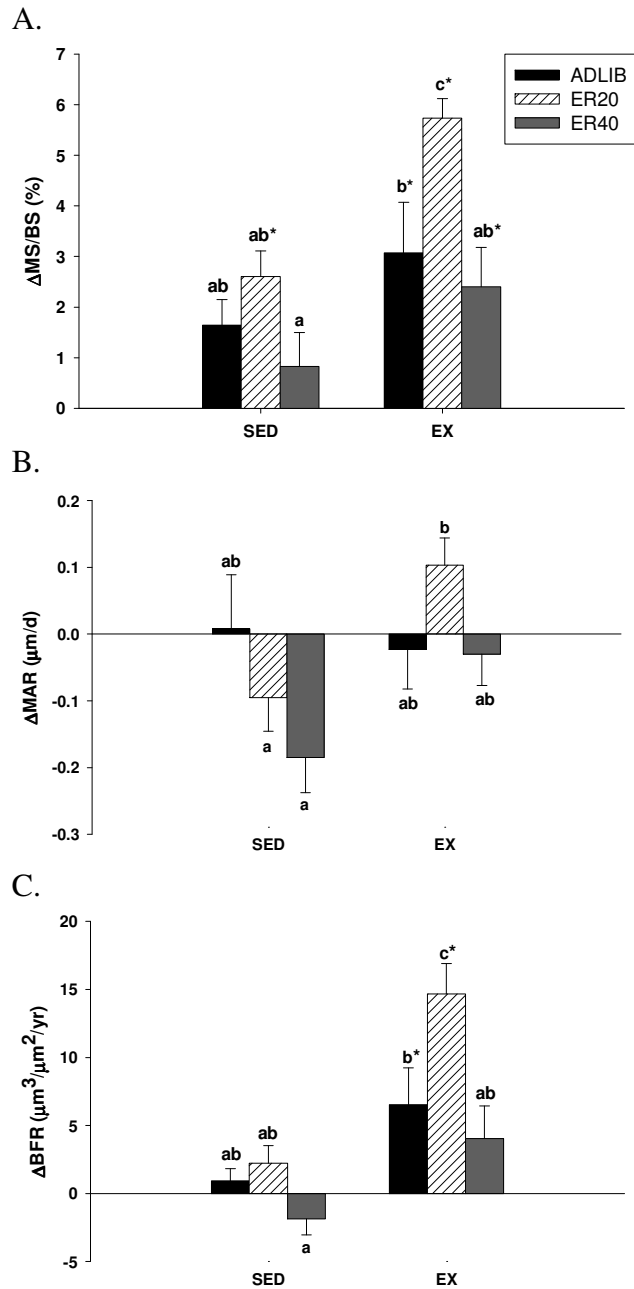 A.
7
6
5
4
3
2
1
0
ΔMS/BS (%)
ADLIB
ER20
ER40
c*
b*
ab*
ab*
ab
a
SED
EX
B.
0.2
0.1
0.0
-0.1
-0.2
-0.3
ΔMAR (μm/d)
ab
b
a
a
ab
ab
SED
EX
C.
20
15
10
5
0
-5
ΔBFR (μm³/μm²/yr)
c*
b*
ab
ab
ab
a
SED
EX